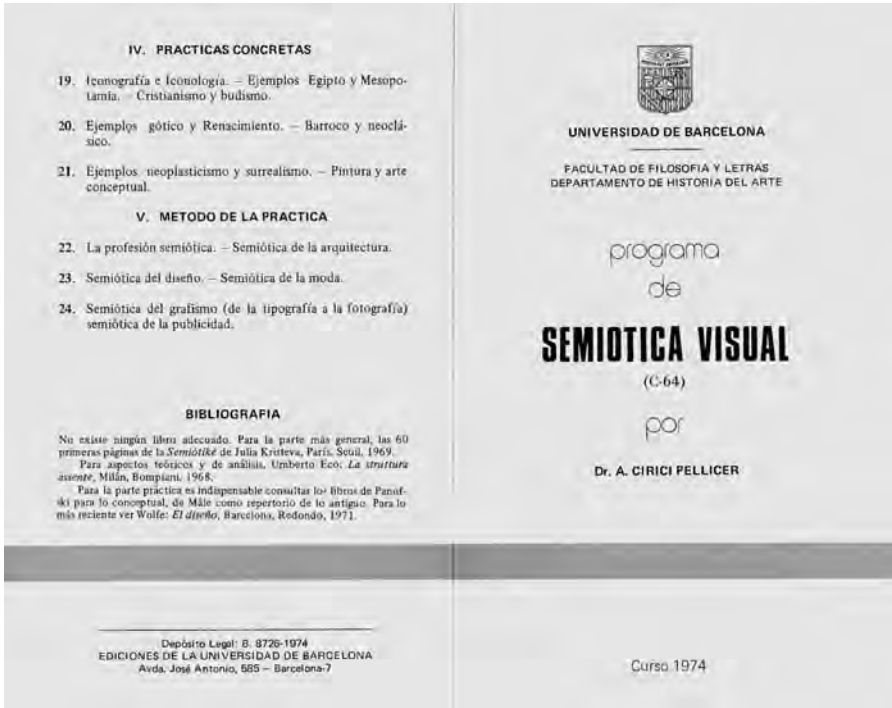 IV. PRACTICAS CONCRETAS
19. Iconografía e Iconología. – Ejemplos Egipto y Mesopo-
tamia. – Cristianismo y budismo.
20. Ejemplos gótico y Renacimiento. – Barroco y neoclá-
sico.
21. Ejemplos neoplasticismo y surrealismo. – Pintura y arte
conceptual.
V. METODO DE LA PRACTICA
22. La profesión semiótica. – Semiótica de la arquitectura.
23. Semiótica del diseño. – Semiótica de la moda.
24. Semiótica del grafismo (de la tipografía a la fotografía)
semiótica de la publicidad.
BIBLIOGRAFIA
No existe ningún libro adecuado. Para la parte más general, las 60
primeras páginas de la Semiótiké de Julia Kristeva, París, Seuil, 1969.
Para aspectos teóricos y de análisis, Umberto Eco: La struttura
assente, Milán, Bompiani, 1968.
Para la parte práctica es indispensable consultar los libros de Panof-
ski para lo conceptual, de Mâle como repertorio de lo antiguo. Para lo
más reciente ver Wolfe: El diseño, Barcelona, Redondo, 1971.
Depósito Legal: B. 8726-1974
EDICIONES DE LA UNIVERSIDAD DE BARCELONA
Avda. José Antonio, 585 – Barcelona-7
UNIVERSIDAD DE BARCELONA
FACULTAD DE FILOSOFIA Y LETRAS
DEPARTAMENTO DE HISTORIA DEL ARTE
programa
de
SEMIOTICA VISUAL
(C-64)
por
Dr. A. CIRICI PELLICER
Curso 1974